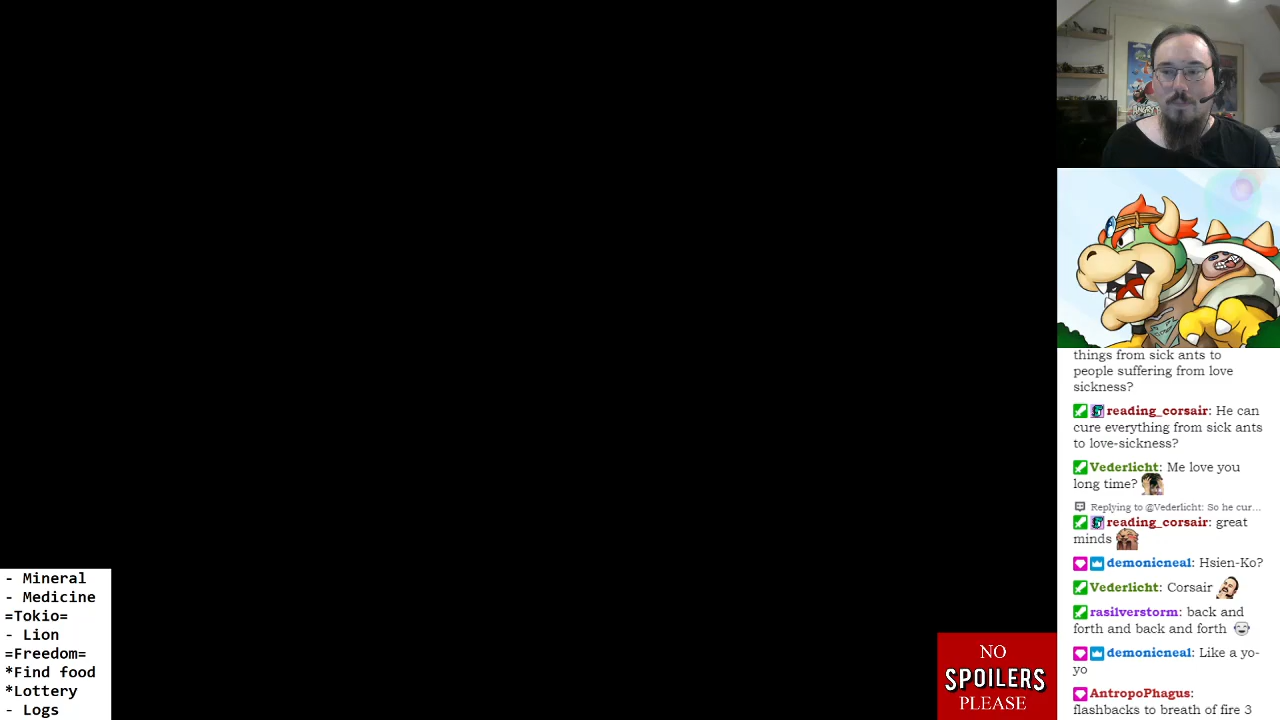 ANGRY
things from sick ants to
people suffering from love
sickness?
reading_corsair: He can
cure everything from sick ants
to love-sickness?
Vederlicht: Me love you
long time?
Replying to @Vederlicht: So he cur...
reading_corsair: great
minds
demonicneal: Hsien-Ko?
Vederlicht: Corsair
rasilverstorm: back and
forth and back and forth
demonicneal: Like a yo-
yo
AntropoPhagus:
flashbacks to breath of fire 3
- Mineral
- Medicine
=Tokio=
- Lion
=Freedom=
*Find food
*Lottery
- Logs
NO
SPOILERS
PLEASE